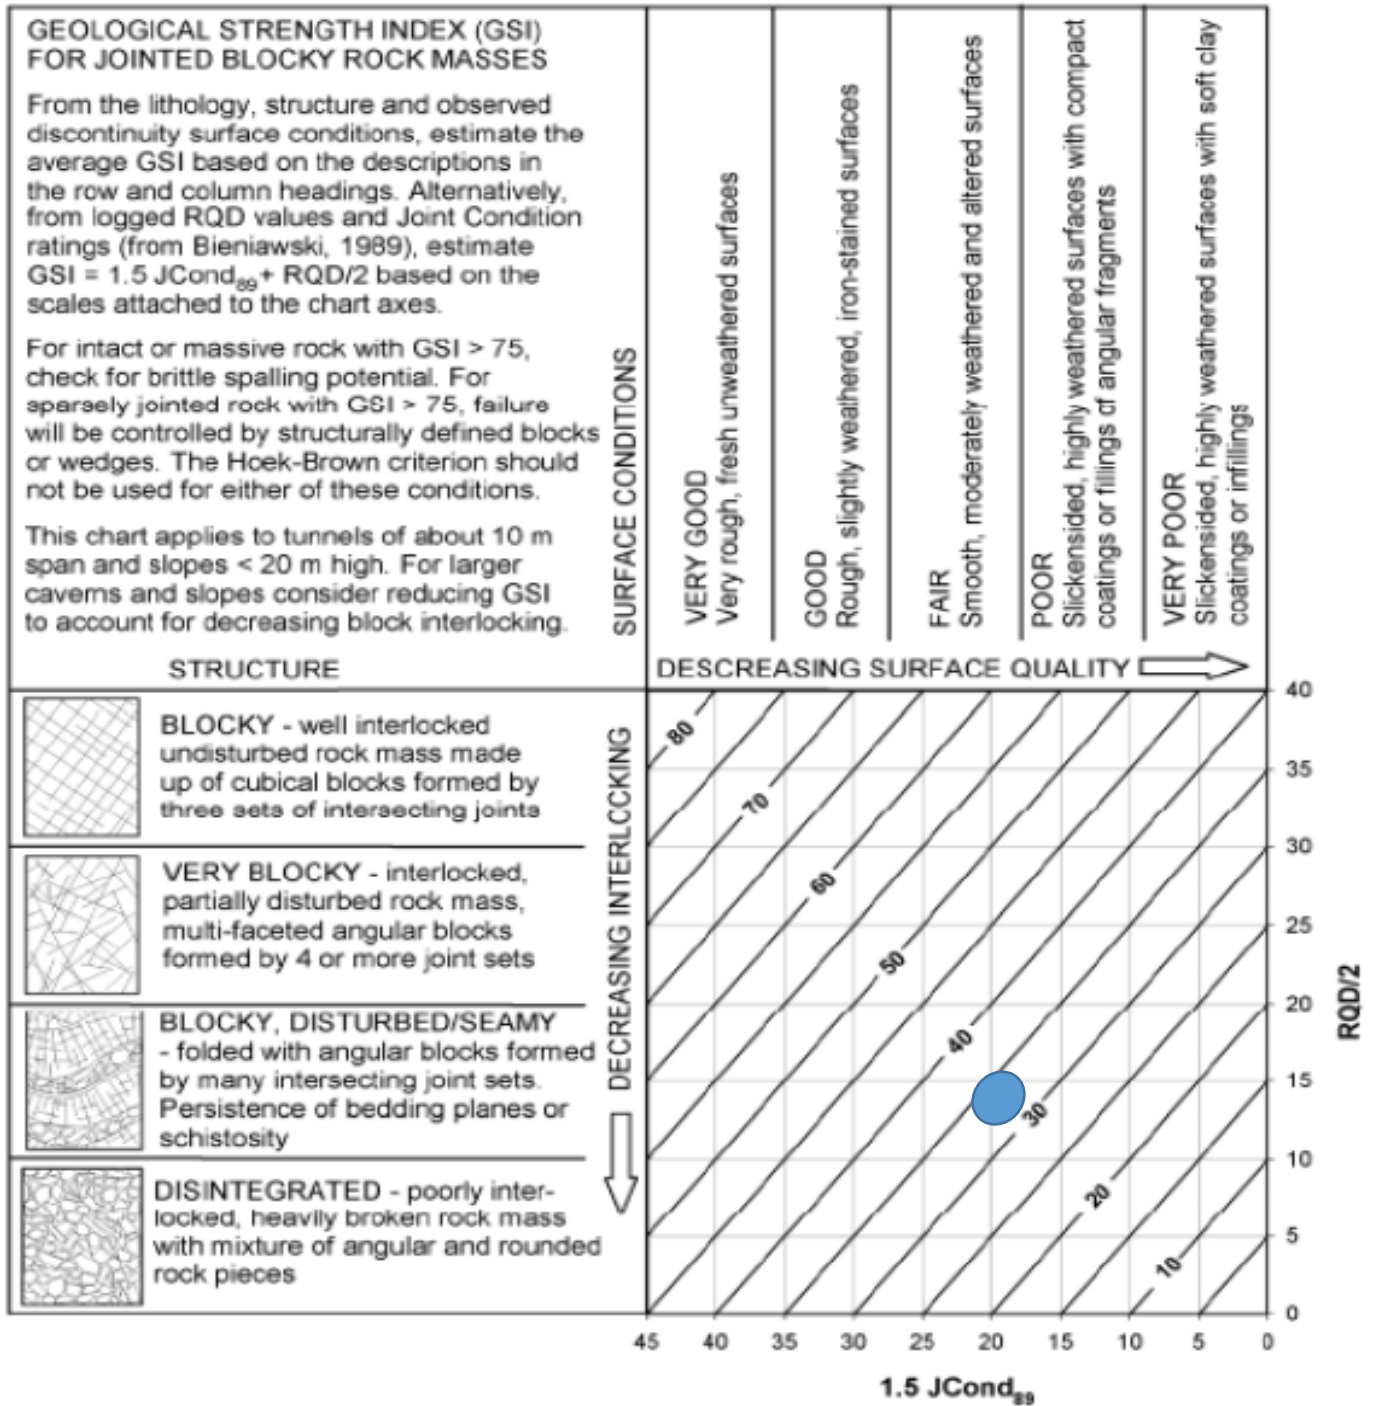 GEOLOGICAL STRENGTH INDEX (GSI)
FOR JOINTED BLOCKY ROCK MASSES
From the lithology, structure and observed
discontinuity surface conditions, estimate the
average GSI based on the descriptions in
the row and column headings. Alternatively,
from logged RQD values and Joint Condition
ratings (from Bieniawski, 1989), estimate
GSI = 1.5 JCond89+ RQD/2 based on the
scales attached to the chart axes.
For intact or massive rock with GSI > 75,
check for brittle spalling potential. For
sparsely jointed rock with GSI > 75, failure
will be controlled by structurally defined blocks
or wedges. The Hoek-Brown criterion should
not be used for either of these conditions.
This chart applies to tunnels of about 10 m
span and slopes < 20 m high. For larger
caverns and slopes consider reducing GSI
to account for decreasing block interlocking.
STRUCTURE
SURFACE CONDITIONS
VERY GOOD
Very rough, fresh unweathered surfaces
GOOD
Rough, slightly weathered, iron-stained surfaces
FAIR
Smooth, moderately weathered and altered surfaces
POOR
Slickensided, highly weathered surfaces with compact
coatings or fillings of angular fragments
VERY POOR
Slickensided, highly weathered surfaces with soft clay
coatings or infillings
DESCREASING SURFACE QUALITY
BLOCKY - well interlocked
undisturbed rock mass made
up of cubical blocks formed by
three sets of intersecting joints
VERY BLOCKY - interlocked,
partially disturbed rock mass,
multi-faceted angular blocks
formed by 4 or more joint sets
BLOCKY, DISTURBED/SEAMY
- folded with angular blocks formed
by many intersecting joint sets.
Persistence of bedding planes or
schistosity
DISINTEGRATED - poorly inter-
locked, heavily broken rock mass
with mixture of angular and rounded
rock pieces
DECREASING INTERLCCKING
80
70
60
50
40
30
20
10
40
35
30
25
20
15
10
5
0
RQD/2
45 40 35 30 25 20 15 10 5 0
1.5 JCond89